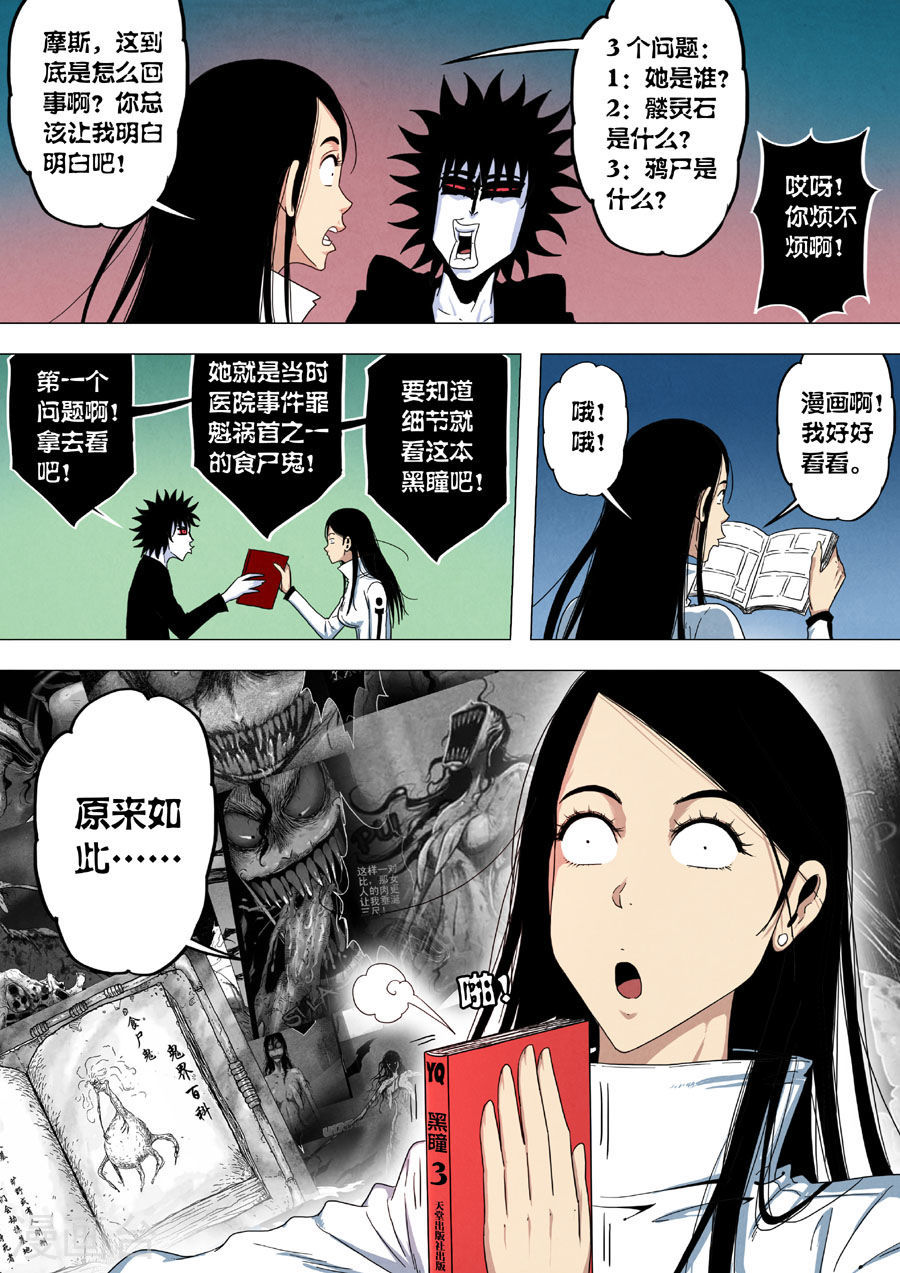 摩斯，这到
底是怎么回
事啊？你总
该让我明白
明白吧！
3个问题：
1：她是谁？
2：髅灵石
是什么？
3：鸦尸是
什么？
哎呀！
你烦不
烦啊！
第一个
问题啊！
拿去看
吧！
她就是当时
医院事件罪
魁祸首之一
的食尸鬼！
要知道
细节就
看这本
黑瞳吧！
哦！
哦！
漫画啊！
我好好
看看。
原来如
此……
这样一对
比，那女
人的肉更
让我垂涎
三尺！
啪！
食尸鬼
鬼界百科
YQ
黑瞳
3
天堂出版社出版